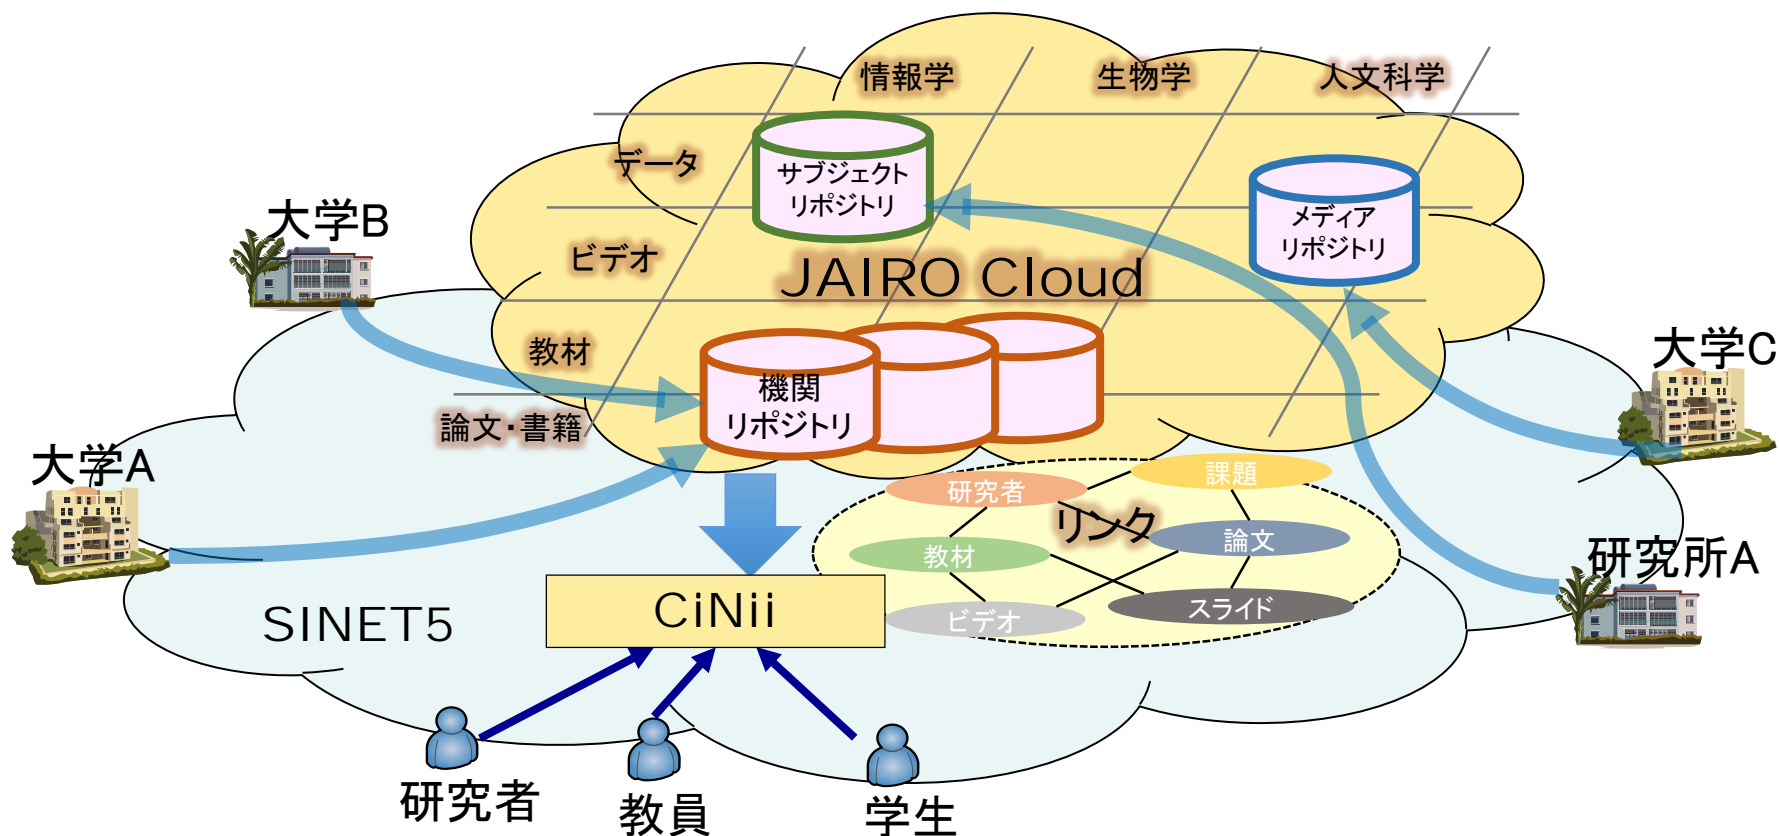 情報学
生物学
人文科学
データ
サブジェクト
リポジトリ
メディア
リポジトリ
大学B
ビデオ
JAIRO Cloud
教材
機関
リポジトリ
論文・書籍
大学C
大学A
研究者
課題
リンク
教材
論文
ビデオ
スライド
研究所A
SINET5
CiNii
研究者
教員
学生